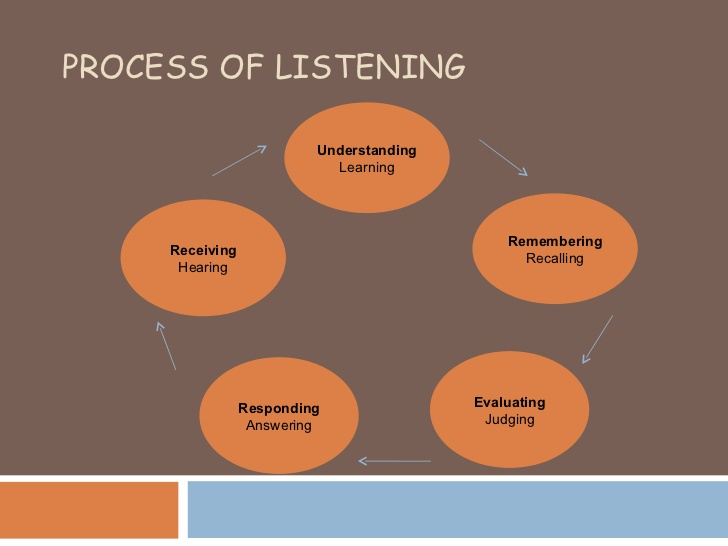 PROCESS OF LISTENING
Understanding
Learning
Remembering
Recalling
Evaluating
Judging
Responding
Answering
Receiving
Hearing